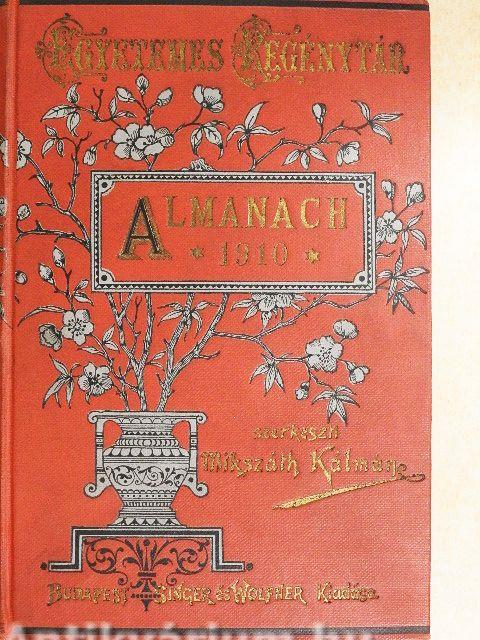 EGYETEMES REGÉNYTÁR
ALMANACH
* 1910 *
szerkeszti
Mikszáth Kálmán
BUDAPEST SINGER és WOLFNER Kiadása